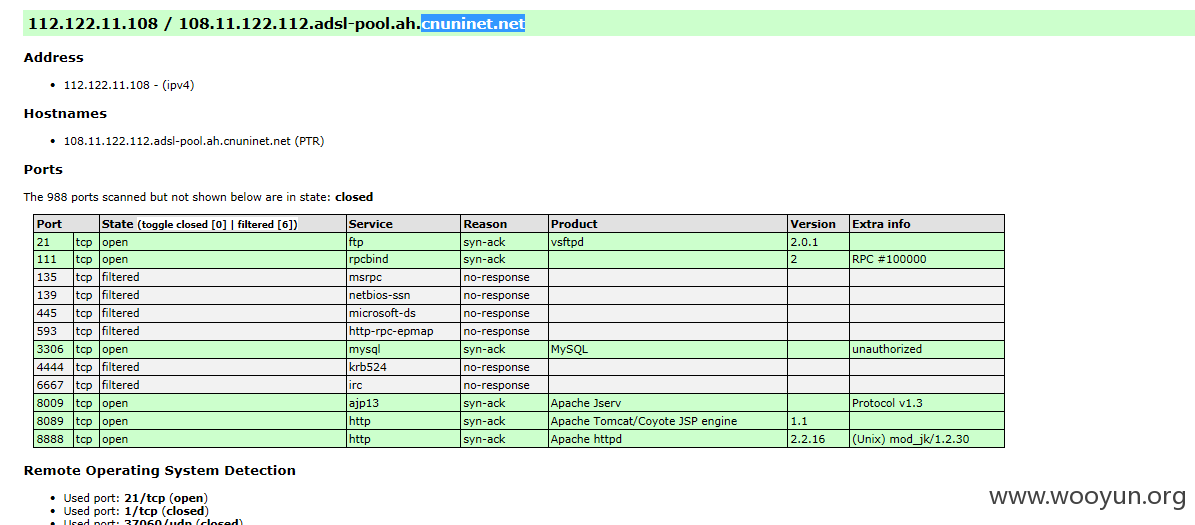 112.122.11.108 / 108.11.122.112.adsl-pool.ah.cnuninet.net
Address
• 112.122.11.108 - (ipv4)
Hostnames
• 108.11.122.112.adsl-pool.ah.cnuninet.net (PTR)
Ports
The 988 ports scanned but not shown below are in state: closed
Port State (toggle closed [0] | filtered [6]) Service Reason Product Version Extra info
21 tcp open ftp syn-ack vsftpd 2.0.1
111 tcp open rpcbind syn-ack 2 RPC #100000
135 tcp filtered msrpc no-response
139 tcp filtered netbios-ssn no-response
445 tcp filtered microsoft-ds no-response
593 tcp filtered http-rpc-epmap no-response
3306 tcp open mysql syn-ack MySQL unauthorized
4444 tcp filtered krb524 no-response
6667 tcp filtered irc no-response
8009 tcp open ajp13 syn-ack Apache Jserv Protocol v1.3
8089 tcp open http syn-ack Apache Tomcat/Coyote JSP engine 1.1
8888 tcp open http syn-ack Apache httpd 2.2.16 (Unix) mod_jk/1.2.30
Remote Operating System Detection
• Used port: 21/tcp (open)
• Used port: 1/tcp (closed)
• Used port: 37060/udp (closed)
www.wooyun.org